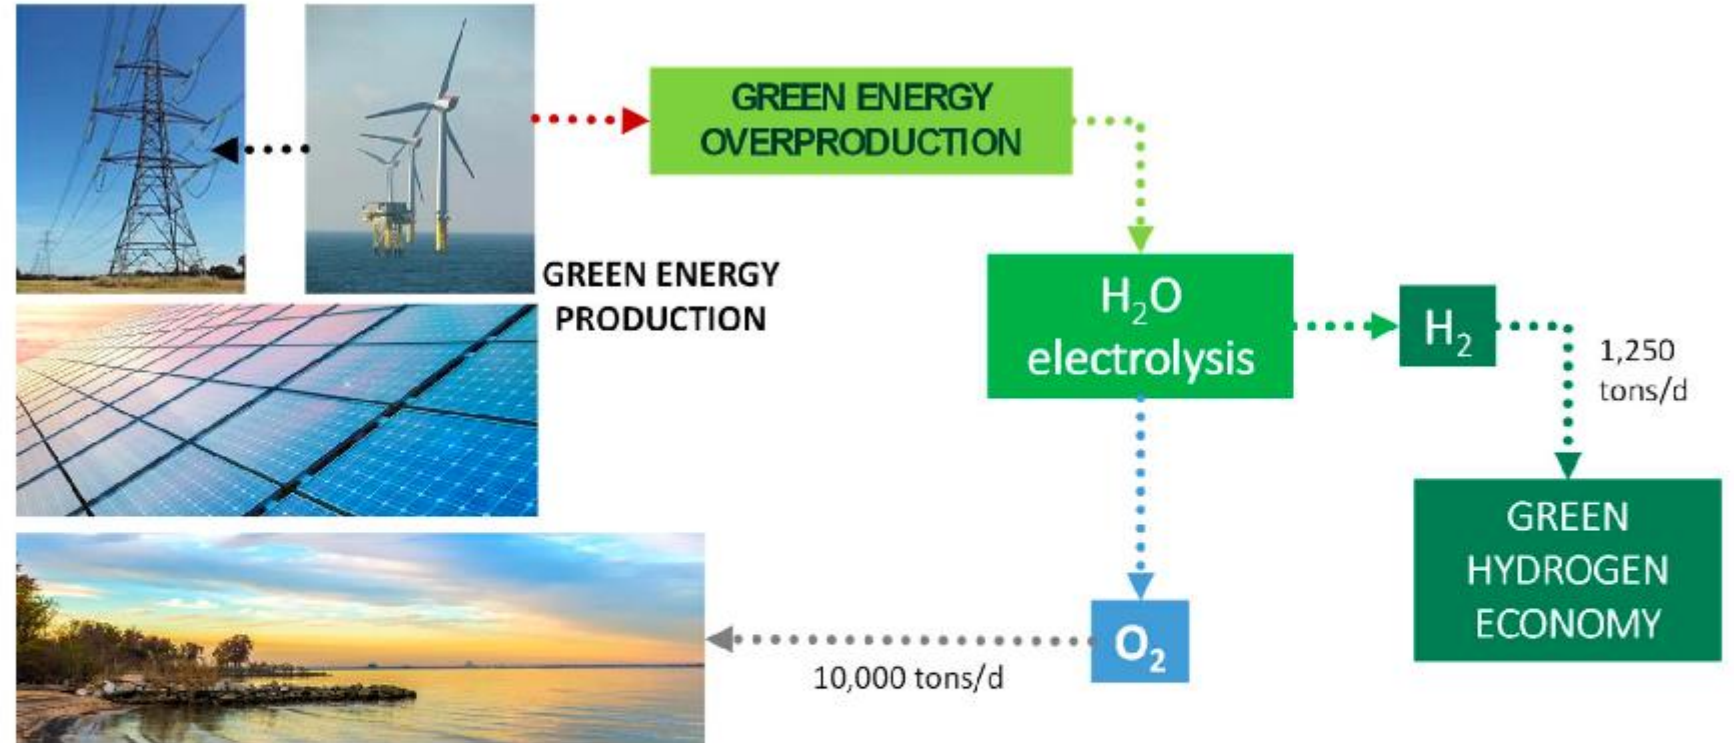 GREEN ENERGY
OVERPRODUCTION
GREEN ENERGY
PRODUCTION
H₂O
electrolysis
H₂
1,250
tons/d
GREEN
HYDROGEN
ECONOMY
O₂
10,000 tons/d